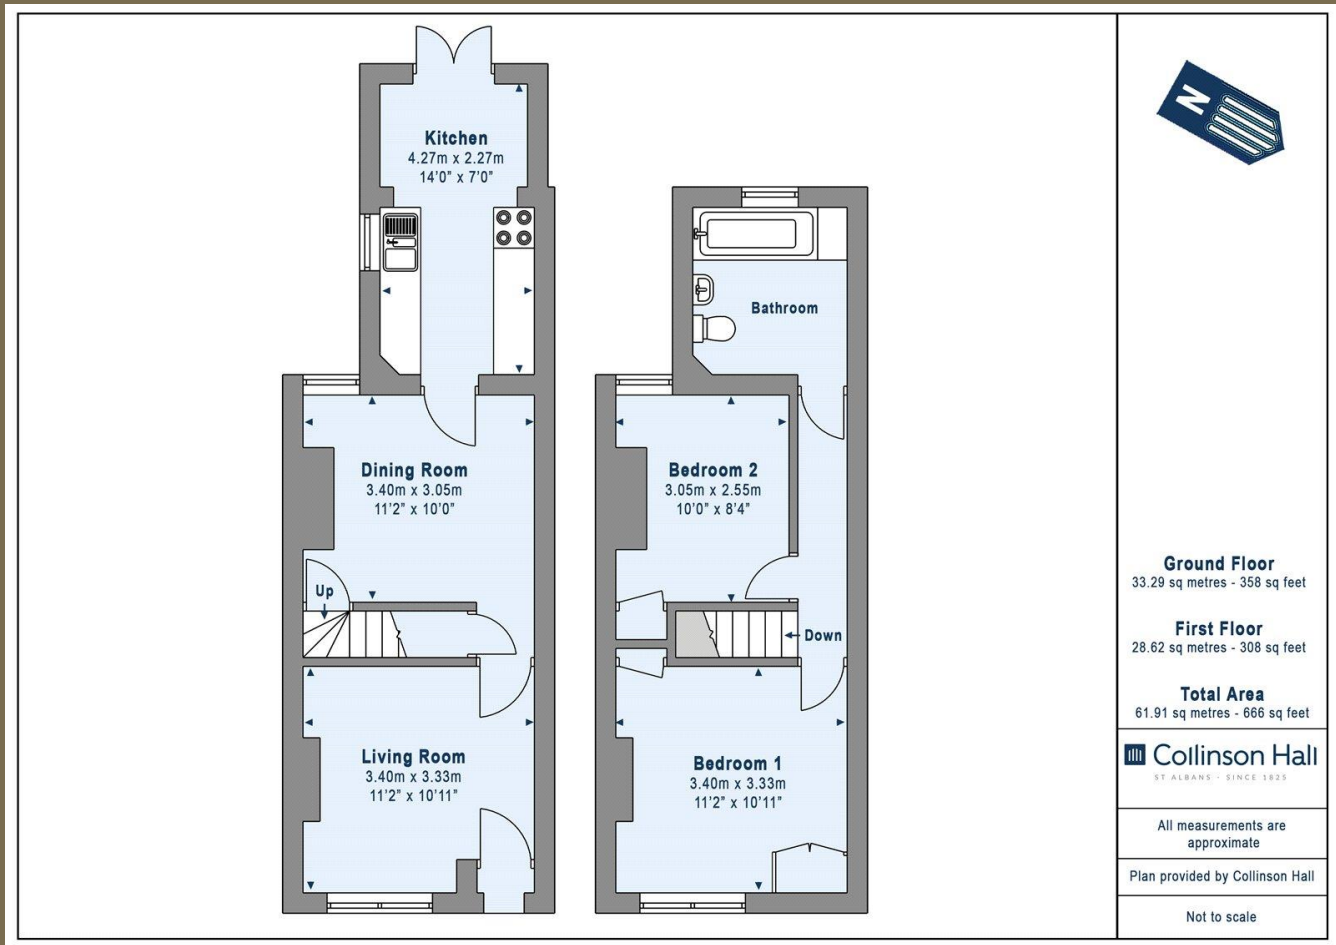 Kitchen
4.27m x 2.27m
14'0" x 7'0"
Dining Room
3.40m x 3.05m
11'2" x 10'0"
Up
Living Room
3.40m x 3.33m
11'2" x 10'11"
Bathroom
Bedroom 2
3.05m x 2.55m
10'0" x 8'4"
Down
Bedroom 1
3.40m x 3.33m
11'2" x 10'11"
N
Ground Floor
33.29 sq metres - 358 sq feet
First Floor
28.62 sq metres - 308 sq feet
Total Area
61.91 sq metres - 666 sq feet
Collinson Hall
ST ALBANS · SINCE 1825
All measurements are
approximate
Plan provided by Collinson Hall
Not to scale